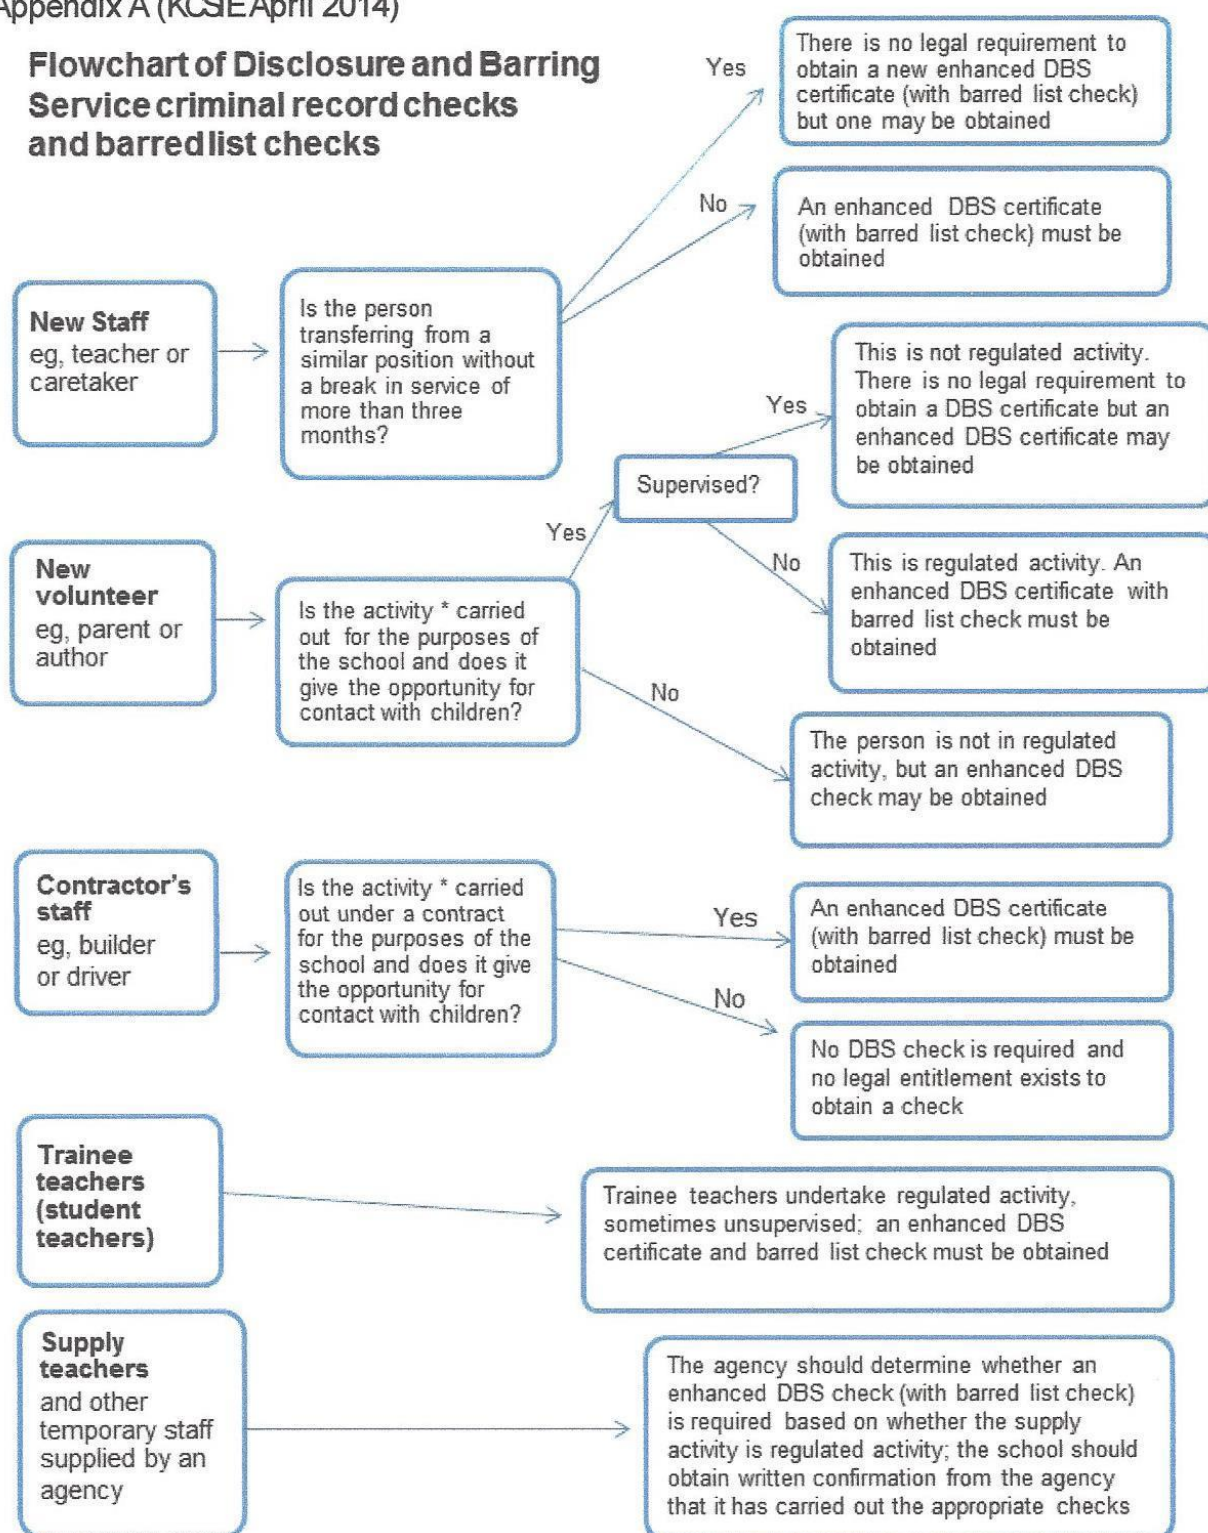 Appendix A (KCSIE April 2014)
Flowchart of Disclosure and Barring
Service criminal record checks
and barred list checks
Yes
There is no legal requirement to
obtain a new enhanced DBS
certificate (with barred list check)
but one may be obtained
No
An enhanced DBS certificate
(with barred list check) must be
obtained
New Staff
eg, teacher or
caretaker
Is the person
transferring from a
similar position without
a break in service of
more than three
months?
This is not regulated activity.
There is no legal requirement to
obtain a DBS certificate but an
enhanced DBS certificate may
be obtained
Yes
Supervised?
Yes
No
This is regulated activity. An
enhanced DBS certificate with
barred list check must be
obtained
New
volunteer
eg, parent or
author
Is the activity * carried
out for the purposes of
the school and does it
give the opportunity for
contact with children?
No
The person is not in regulated
activity, but an enhanced DBS
check may be obtained
Contractor's
staff
eg, builder
or driver
Is the activity * carried
out under a contract
for the purposes of the
school and does it give
the opportunity for
contact with children?
Yes
An enhanced DBS certificate
(with barred list check) must be
obtained
No
No DBS check is required and
no legal entitlement exists to
obtain a check
Trainee
teachers
(student
teachers)
Trainee teachers undertake regulated activity,
sometimes unsupervised; an enhanced DBS
certificate and barred list check must be obtained
Supply
teachers
and other
temporary staff
supplied by an
agency
The agency should determine whether an
enhanced DBS check (with barred list check)
is required based on whether the supply
activity is regulated activity; the school should
obtain written confirmation from the agency
that it has carried out the appropriate checks